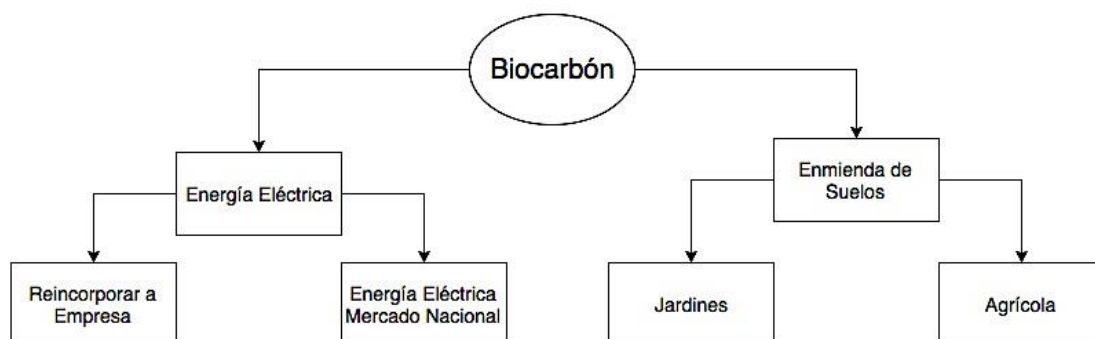 Biocarbón
Energía Eléctrica
Enmienda de
Suelos
Reincorporar a
Empresa
Energía Eléctrica
Mercado Nacional
Jardines
Agrícola